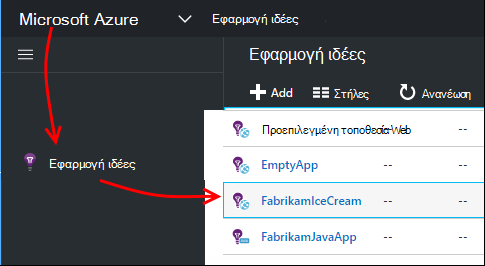 Microsoft Azure Εφαρμογή ιδέες
Εφαρμογή ιδέες
Add Στήλες Ανανέωση
Προεπιλεγμένη τοποθεσία Web -- --
Εφαρμογή ιδέες
EmptyApp -- --
FabrikamIceCream -- --
FabrikamJavaApp -- --